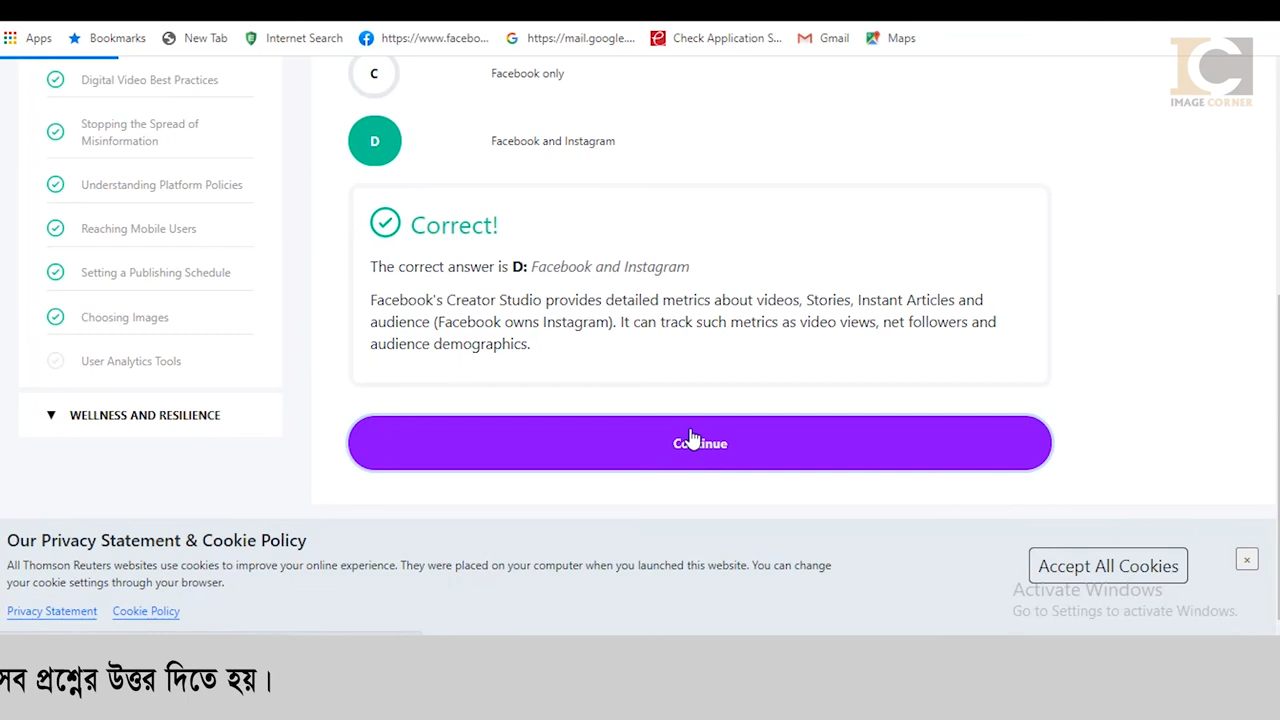 Apps Bookmarks New Tab Internet Search https://www.facebo... https://mail.google.... Check Application S... Gmail Maps
IC
IMAGE CORNER
Digital Video Best Practices
Stopping the Spread of
Misinformation
Understanding Platform Policies
Reaching Mobile Users
Setting a Publishing Schedule
Choosing Images
User Analytics Tools
▼ WELLNESS AND RESILIENCE
C Facebook only
D Facebook and Instagram
Correct!
The correct answer is D: Facebook and Instagram
Facebook's Creator Studio provides detailed metrics about videos, Stories, Instant Articles and
audience (Facebook owns Instagram). It can track such metrics as video views, net followers and
audience demographics.
Continue
Our Privacy Statement & Cookie Policy
All Thomson Reuters websites use cookies to improve your online experience. They were placed on your computer when you launched this website. You can change
your cookie settings through your browser.
Privacy Statement Cookie Policy
Accept All Cookies
×
Activate Windows
Go to Settings to activate Windows.
সব প্রশ্নের উত্তর দিতে হয়।